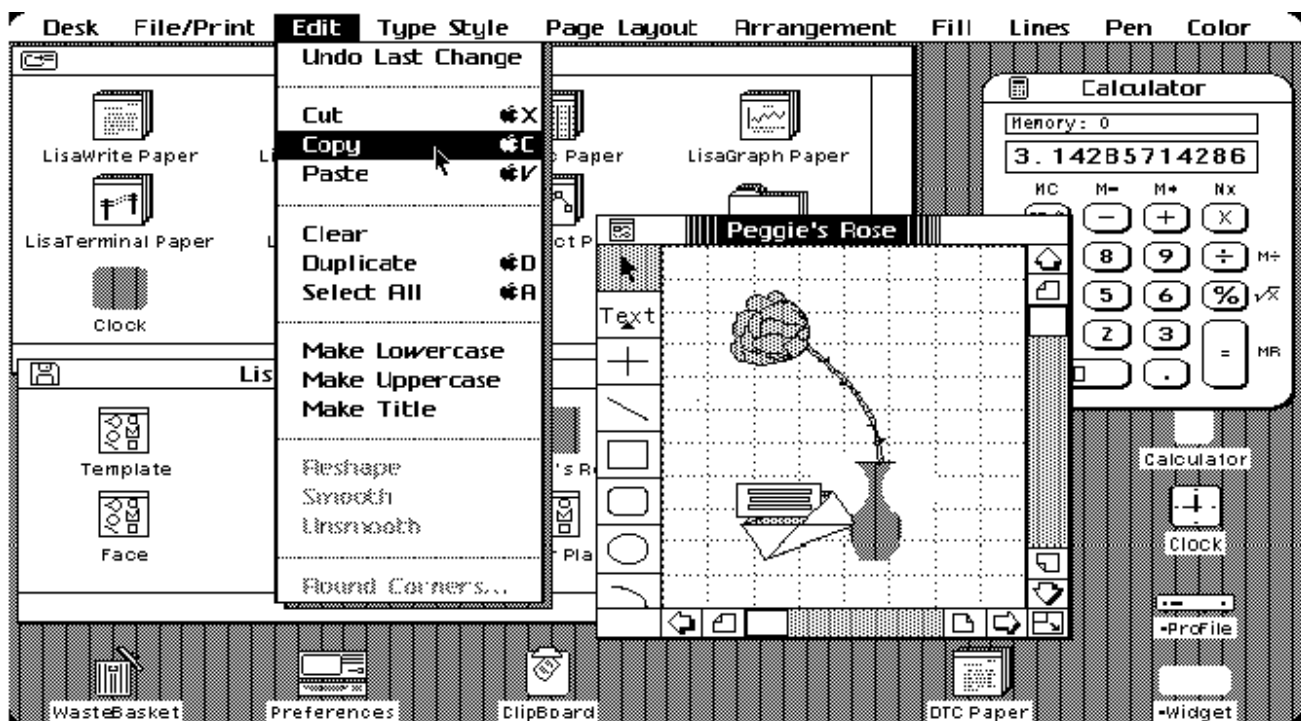 Desk File/Print Edit Type Style Page Layout Arrangement Fill Lines Pen Color
Undo Last Change
Cut X
Copy C
Paste V
Clear
Duplicate D
Select All A
Make Lowercase
Make Uppercase
Make Title
Reshape
Smooth
Unsmooth
Round Corners...
LisaWrite Paper
Paper
LisaGraph Paper
LisaTerminal Paper
Clock
Lis
Template
Face
Peggie's Rose
Text
Calculator
Memory: 0
3.14285714286
MC M- M+ Nx
− + X
8 9 ÷ M÷
5 6 % √x
2 3 = MR
.
Calculator
Clock
-ProFile
-Widget
WasteBasket
Preferences
ClipBoard
DTC Paper